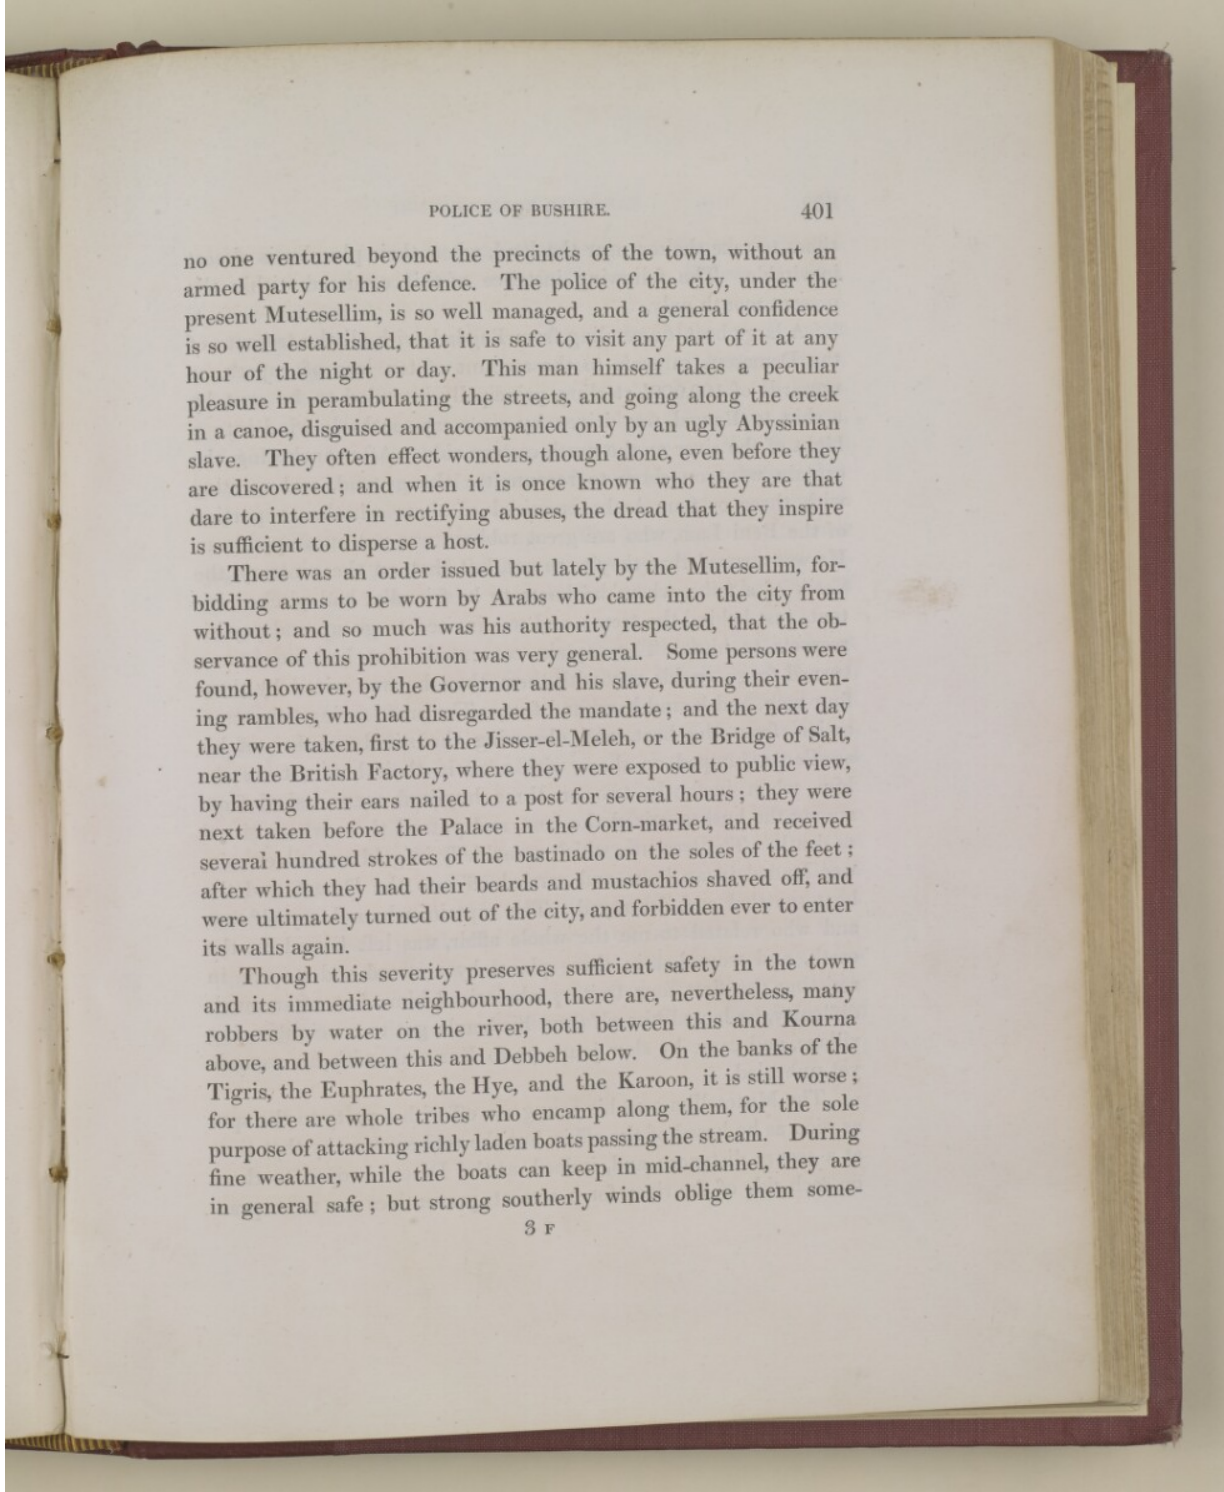 POLICE OF BUSHIRE. 401
no one ventured beyond the precincts of the town, without an
armed party for his defence. The police of the city, under the
present Mutesellim, is so well managed, and a general confidence
is so well established, that it is safe to visit any part of it at any
hour of the night or day. This man himself takes a peculiar
pleasure in perambulating the streets, and going along the creek
in a canoe, disguised and accompanied only by an ugly Abyssinian
slave. They often effect wonders, though alone, even before they
are discovered; and when it is once known who they are that
dare to interfere in rectifying abuses, the dread that they inspire
is sufficient to disperse a host.
There was an order issued but lately by the Mutesellim, for-
bidding arms to be worn by Arabs who came into the city from
without; and so much was his authority respected, that the ob-
servance of this prohibition was very general. Some persons were
found, however, by the Governor and his slave, during their even-
ing rambles, who had disregarded the mandate; and the next day
they were taken, first to the Jisser-el-Meleh, or the Bridge of Salt,
near the British Factory, where they were exposed to public view,
by having their ears nailed to a post for several hours; they were
next taken before the Palace in the Corn-market, and received
several hundred strokes of the bastinado on the soles of the feet;
after which they had their beards and mustachios shaved off, and
were ultimately turned out of the city, and forbidden ever to enter
its walls again.
Though this severity preserves sufficient safety in the town
and its immediate neighbourhood, there are, nevertheless, many
robbers by water on the river, both between this and Kourna
above, and between this and Debbeh below. On the banks of the
Tigris, the Euphrates, the Hye, and the Karoon, it is still worse;
for there are whole tribes who encamp along them, for the sole
purpose of attacking richly laden boats passing the stream. During
fine weather, while the boats can keep in mid-channel, they are
in general safe; but strong southerly winds oblige them some-
3 F